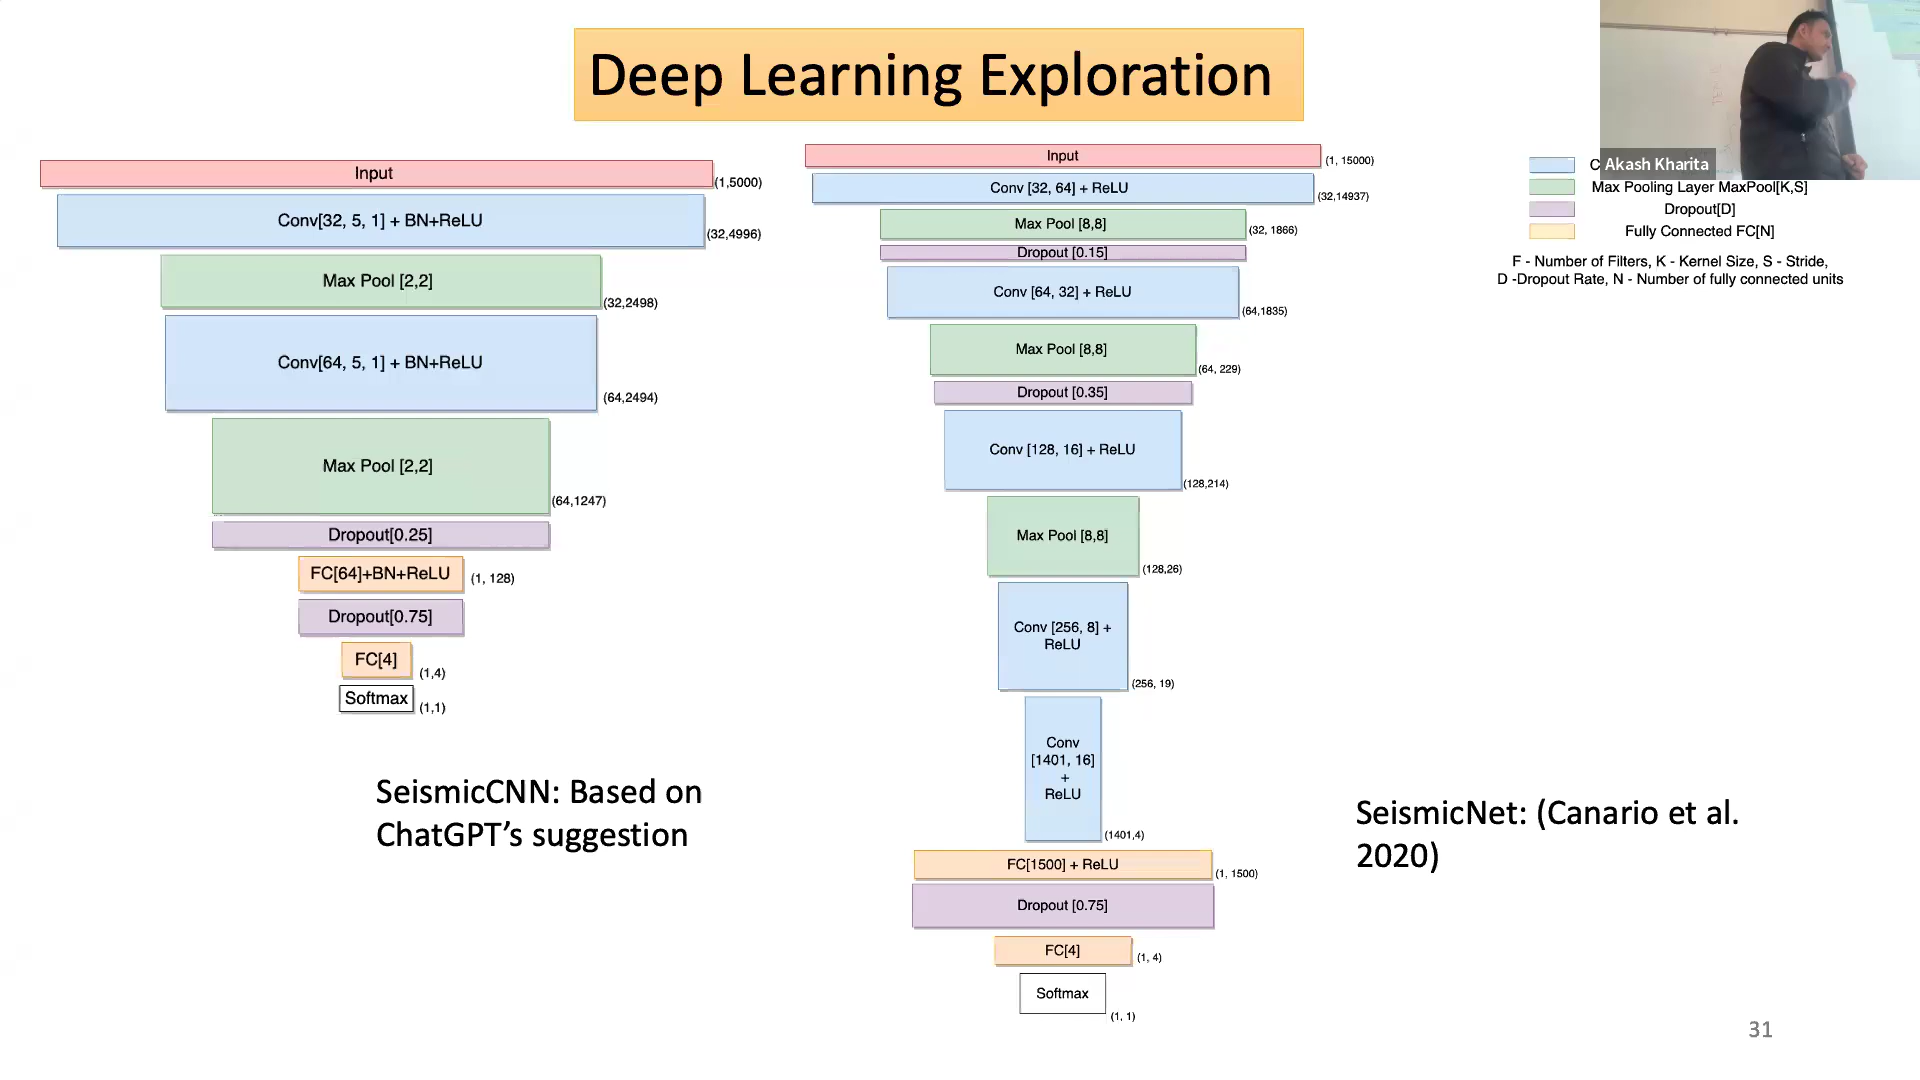 Deep Learning Exploration
Input
(1,5000)
Conv[32, 5, 1] + BN+ReLU
(32,4996)
Max Pool [2,2]
(32,2498)
Conv[64, 5, 1] + BN+ReLU
(64,2494)
Max Pool [2,2]
(64,1247)
Dropout[0.25]
FC[64]+BN+ReLU
(1, 128)
Dropout[0.75]
FC[4]
(1,4)
Softmax
(1,1)
SeismicCNN: Based on
ChatGPT’s suggestion
Input
(1, 15000)
Conv [32, 64] + ReLU
(32,14937)
Max Pool [8,8]
(32, 1866)
Dropout [0.15]
Conv [64, 32] + ReLU
(64,1835)
Max Pool [8,8]
(64, 229)
Dropout [0.35]
Conv [128, 16] + ReLU
(128,214)
Max Pool [8,8]
(128,26)
Conv [256, 8] +
ReLU
(256, 19)
Conv
[1401, 16]
+
ReLU
(1401,4)
FC[1500] + ReLU
(1, 1500)
Dropout [0.75]
FC[4]
(1, 4)
Softmax
(1, 1)
Akash Kharita
Max Pooling Layer MaxPool[K,S]
Dropout[D]
Fully Connected FC[N]
F - Number of Filters, K - Kernel Size, S - Stride,
D -Dropout Rate, N - Number of fully connected units
SeismicNet: (Canario et al.
2020)
31